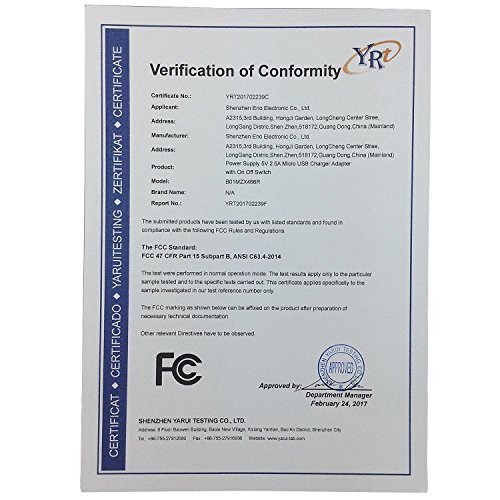 YRt
Verification of Conformity
Certificate No.: YRT201702239C
Applicant: Shenzhen Eno Electronic Co., Ltd.
Address: A2315,3rd Building, Hongji Garden, LongCheng Center Stree,
LongGang Distric,Shen Zhen,518172,Guang Dong,China (Mainland)
Manufacturer: Shenzhen Eno Electronic Co., Ltd.
Address: A2315,3rd Building, Hongji Garden, LongCheng Center Stree,
LongGang Distric,Shen Zhen,518172,Guang Dong,China (Mainland)
Product: Power Supply 5V 2.5A Micro USB Charger Adapter
with On Off Switch
Model: B01MZX466R
Brand Name: N/A
Report No.: YRT201702239F
The submitted products have been tested by us with listed standards and found in
compliance with the following FCC Rules and Regulations:
The FCC Standard:
FCC 47 CFR Part 15 Subpart B, ANSI C63.4-2014
The test were performed in normal operation mode. The test results apply only to the particular
sample tested and to the specific tests carried out. This certificate applies specifically to the
sample investigated in our test reference number only.
The FCC marking as shown below can be affixed on the product after preparation of
necessary technical documentation.
Other relevant Directives have to be observed.
FCC
APPROVED
Approved by:
Department Manager
February 24, 2017
SHENZHEN YARUI TESTING CO., LTD.
Address: 6 Floor Baowen Building, Baole New Village, Xixiang Yantian, Bao'An District, Shenzhen City
Tel.: +86-755-27912080 Fax: +86-755-27915936 Website: www.yarui-lab.com
CERTIFICAT ◆ CERTIFICADO ◆ YARUITESTING ◆ ZERTIFIKAT ◆ CERTIFICATE